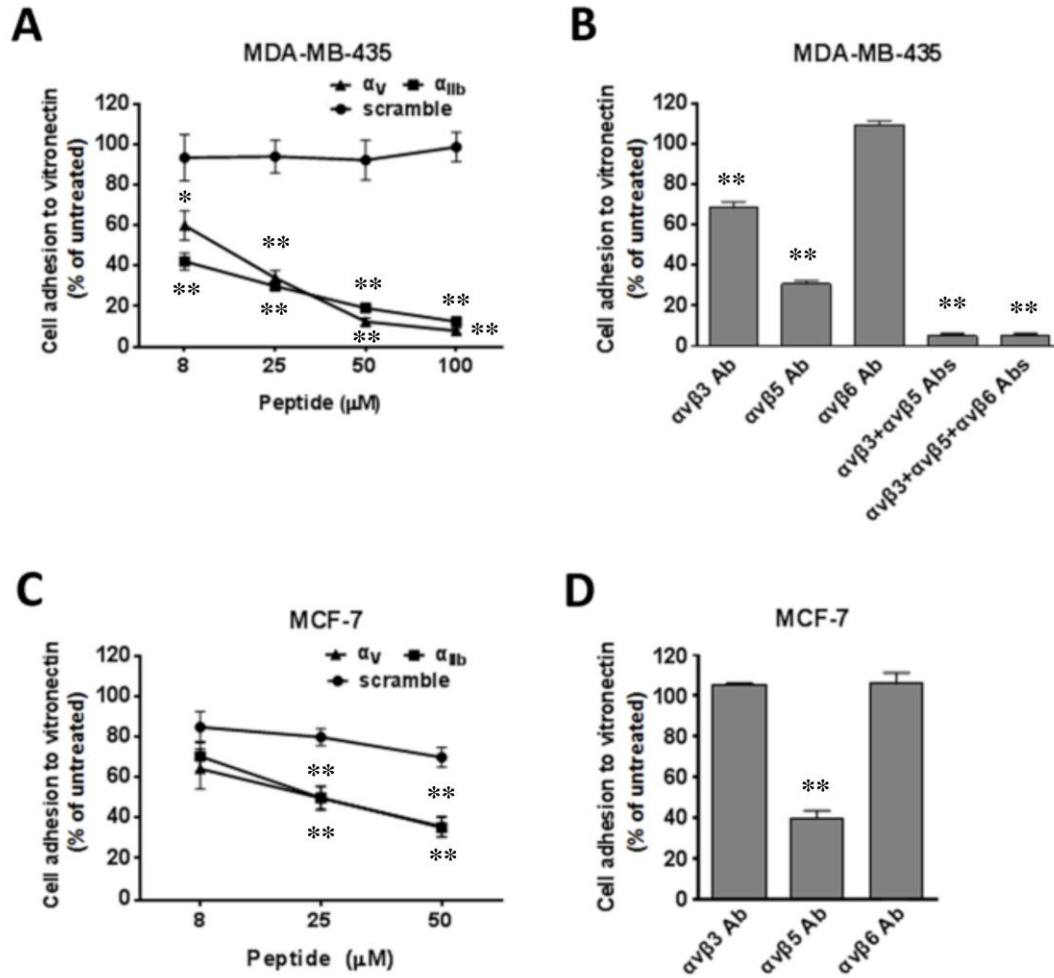 A
MDA-MB-435
αV αIIb
scramble
Cell adhesion to vitronectin
(% of untreated)
120
100
80
60
40
20
0
*
**
**
**
**
**
**
**
8 25 50 100
Peptide (μM)
B
MDA-MB-435
Cell adhesion to vitronectin
(% of untreated)
120
100
80
60
40
20
0
**
**
**
**
αvβ3 Ab
αvβ5 Ab
αvβ6 Ab
αvβ3+αvβ5 Abs
αvβ3+αvβ5+αvβ6 Abs
C
MCF-7
αV αIIb
scramble
Cell adhesion to vitronectin
(% of untreated)
120
100
80
60
40
20
0
**
**
**
**
8 25 50
Peptide (μM)
D
MCF-7
Cell adhesion to vitronectin
(% of untreated)
120
100
80
60
40
20
0
**
αvβ3 Ab
αvβ5 Ab
αvβ6 Ab